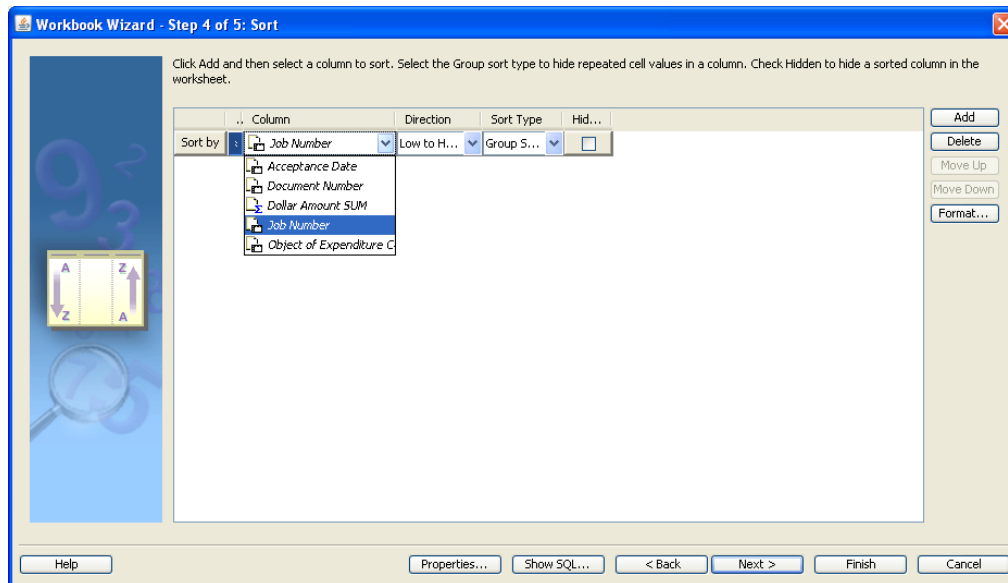 Workbook Wizard - Step 4 of 5: Sort
Click Add and then select a column to sort. Select the Group sort type to hide repeated cell values in a column. Check Hidden to hide a sorted column in the
worksheet.
.. Column Direction Sort Type Hid...
Sort by Job Number Low to H... Group S...
Acceptance Date
Document Number
Dollar Amount SUM
Job Number
Object of Expenditure C
Add
Delete
Move Up
Move Down
Format...
9 2 3
A Z
Z A
Help Properties... Show SQL... < Back Next > Finish Cancel